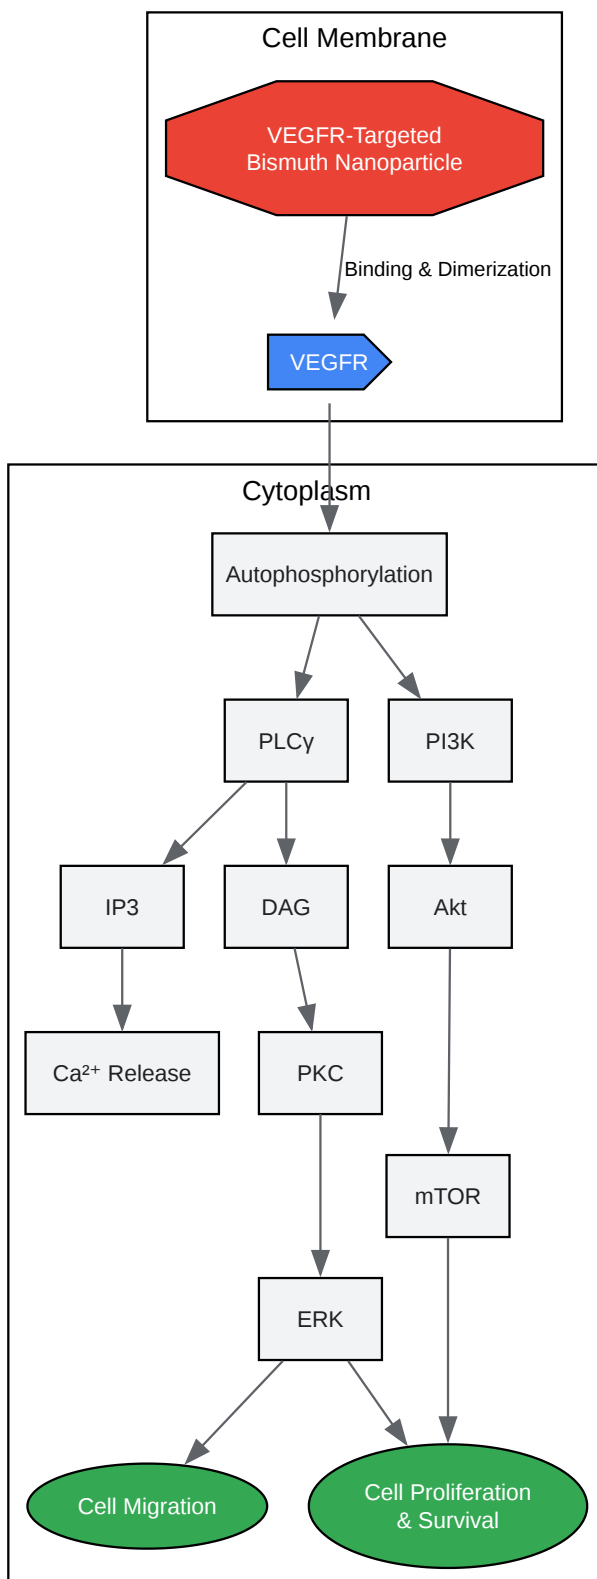 Cell Membrane
VEGFR-Targeted
Bismuth Nanoparticle
Binding & Dimerization
VEGFR
Cytoplasm
Autophosphorylation
PLCγ
PI3K
IP3
DAG
Akt
Ca²⁺ Release
PKC
mTOR
ERK
Cell Migration
Cell Proliferation
& Survival